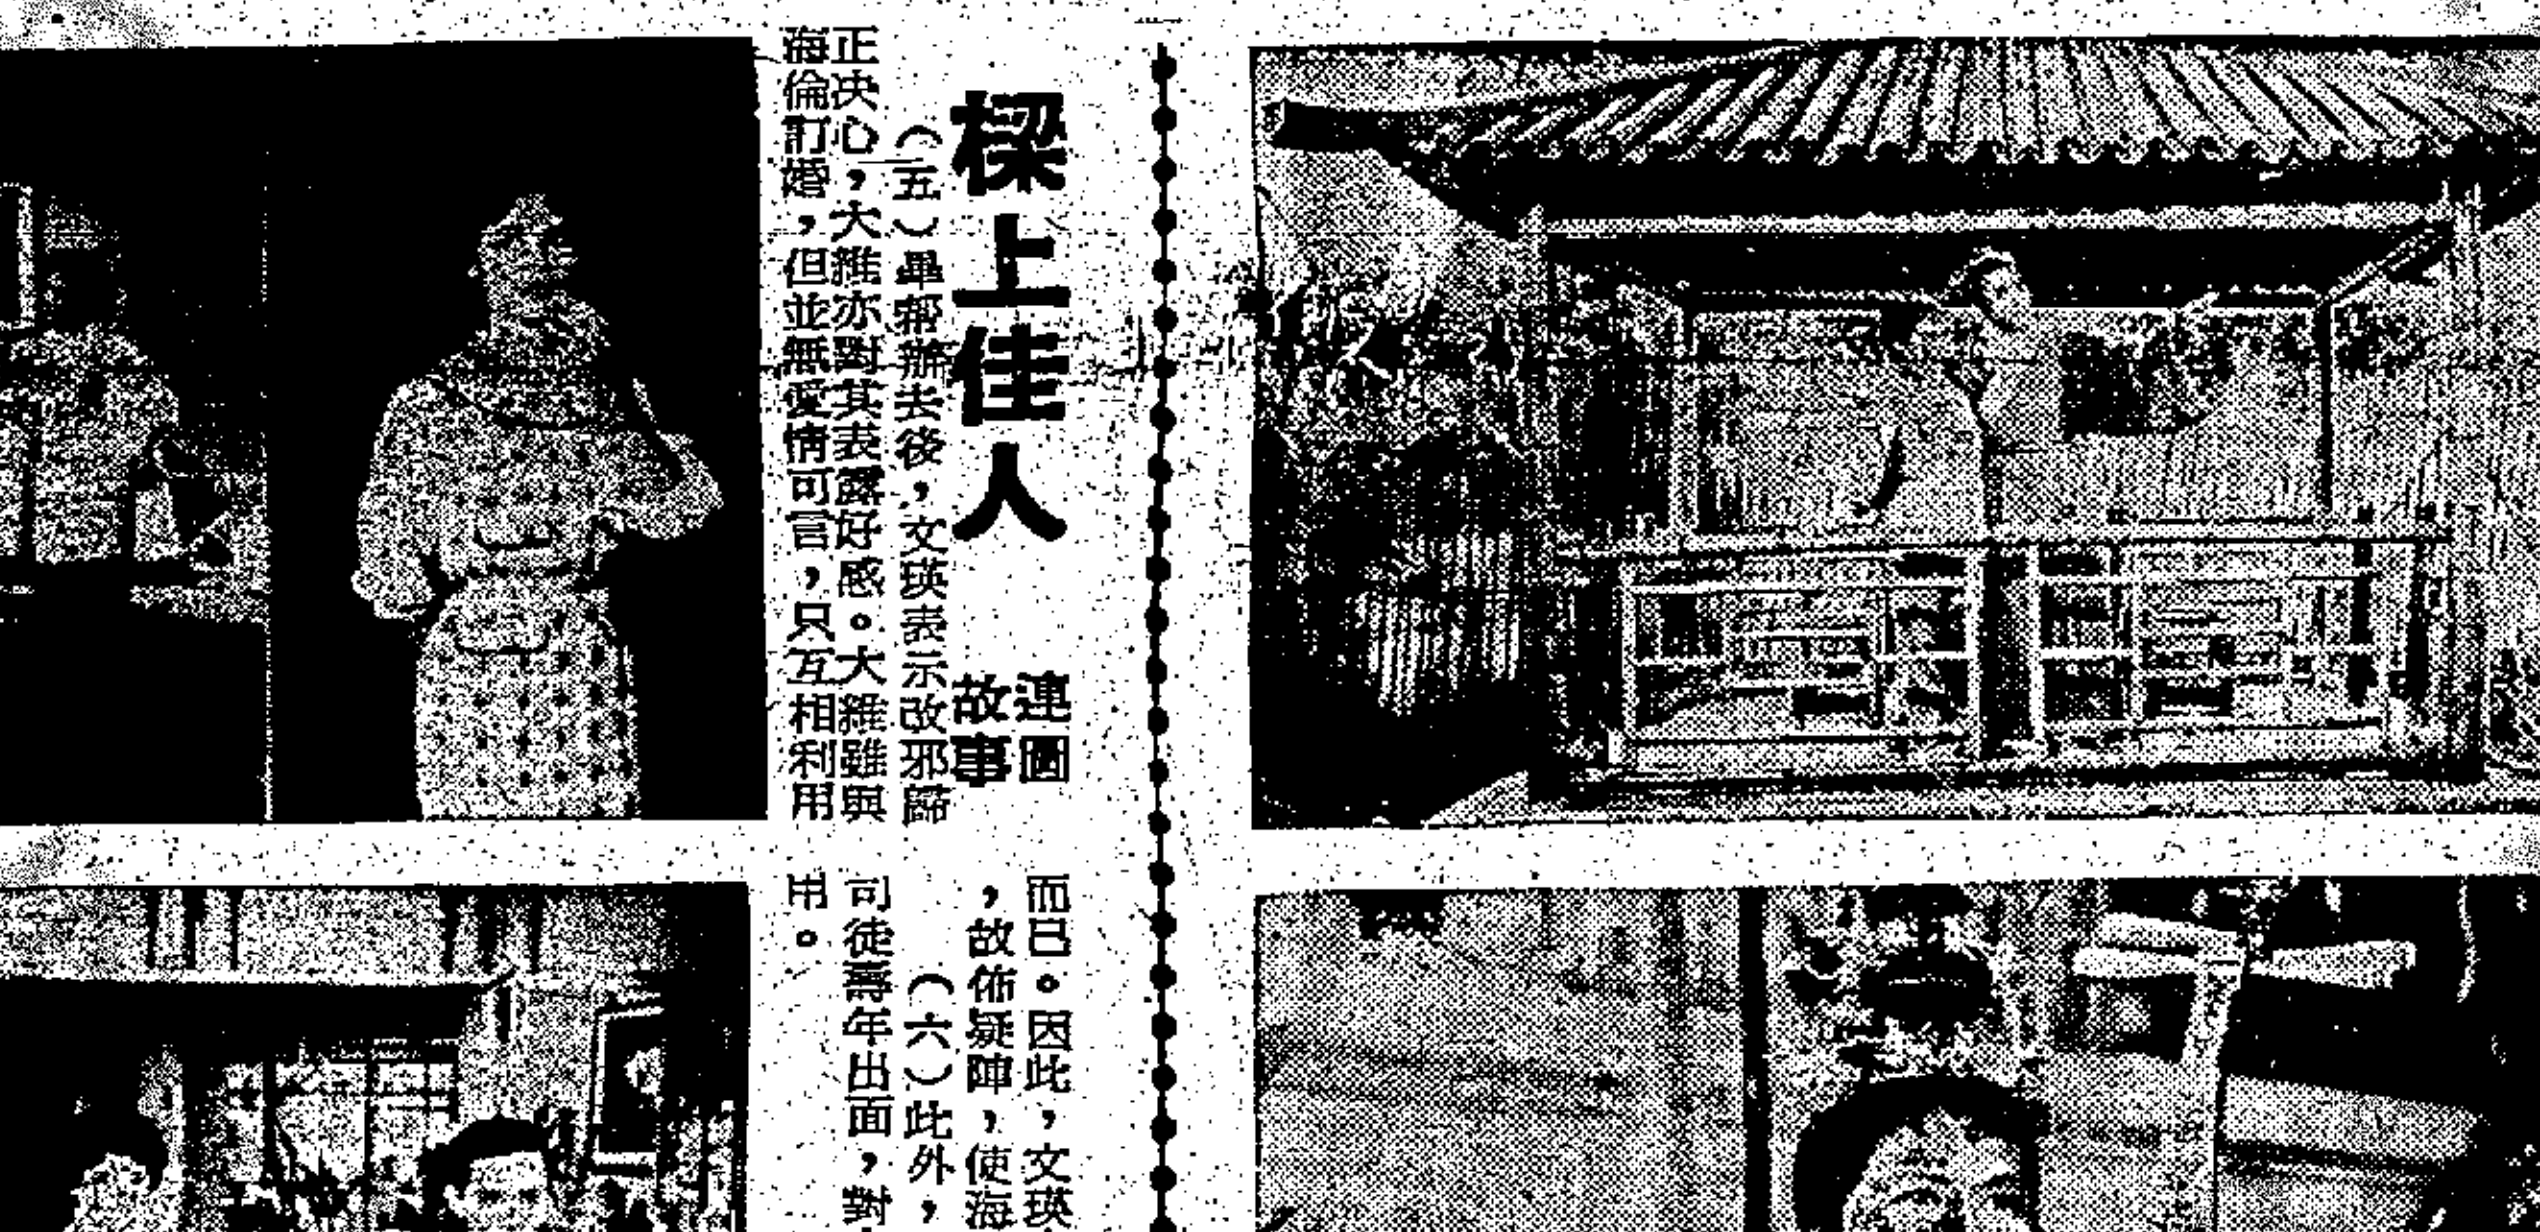 樑上佳人
連圖
故事
（五）畢幫辦去後，文瑛表示改邪歸
正决心，大維亦對其表露好感。大維雖與
海倫訂婚，但並無愛情可言，只互相利用
而已。因此，文瑛
，故佈疑陣，使海
（六）此外，
司徒壽年出面，對
用。